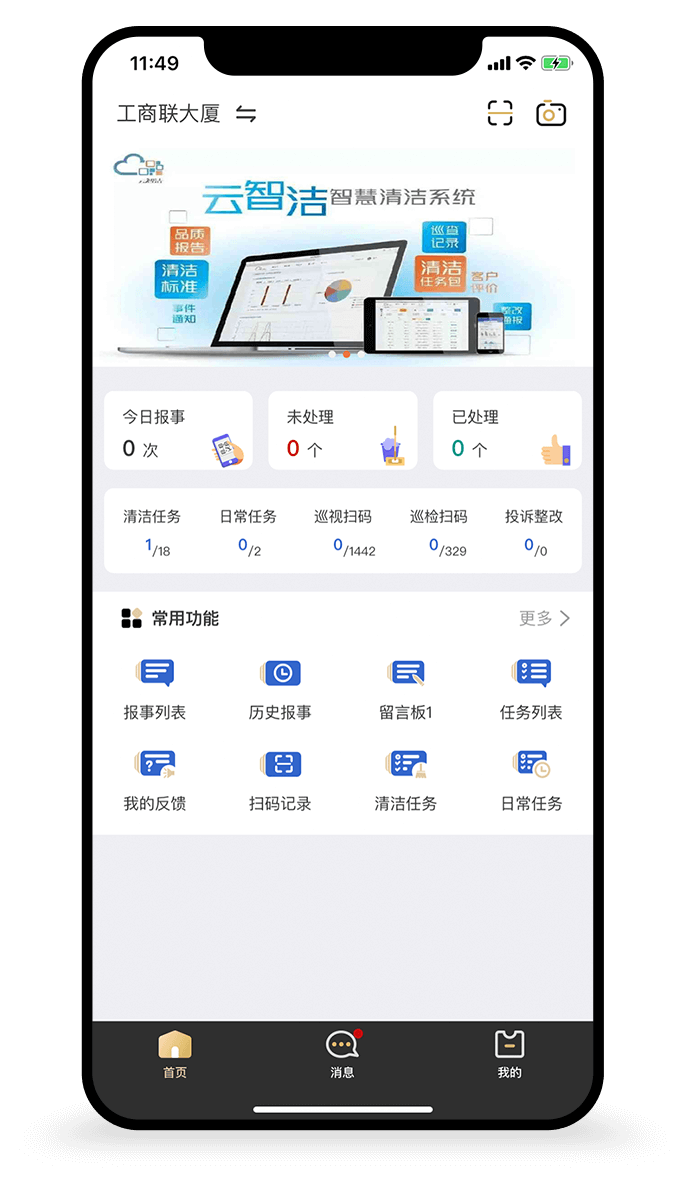 11:49
工商联大厦
云智洁智慧清洁系统
品质
报告
巡查
记录
清洁
标准
清洁
任务包
客户
评价
事件
通知
整改
通报
今日报事
0 次
未处理
0 个
已处理
0 个
清洁任务 日常任务 巡视扫码 巡检扫码 投诉整改
1/18 0/2 0/1442 0/329 0/0
常用功能 更多
报事列表 历史报事 留言板1 任务列表
我的反馈 扫码记录 清洁任务 日常任务
首页 消息 我的